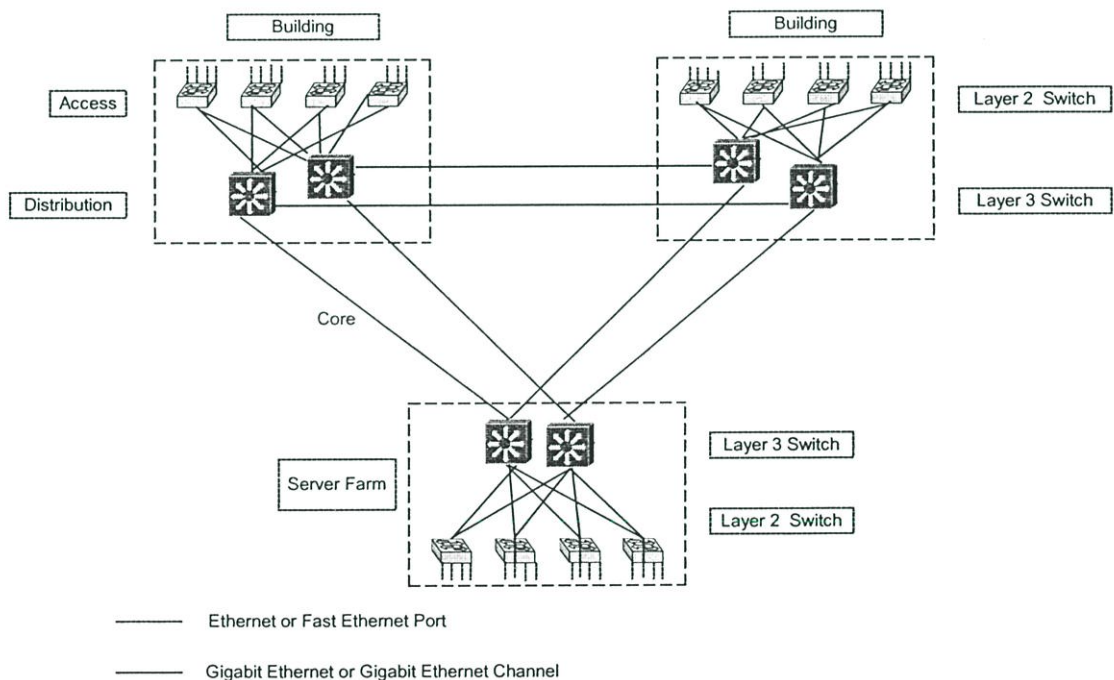 Building
Building
Access
Layer 2 Switch
Distribution
Layer 3 Switch
Core
Layer 3 Switch
Server Farm
Layer 2 Switch
Ethernet or Fast Ethernet Port
Gigabit Ethernet or Gigabit Ethernet Channel